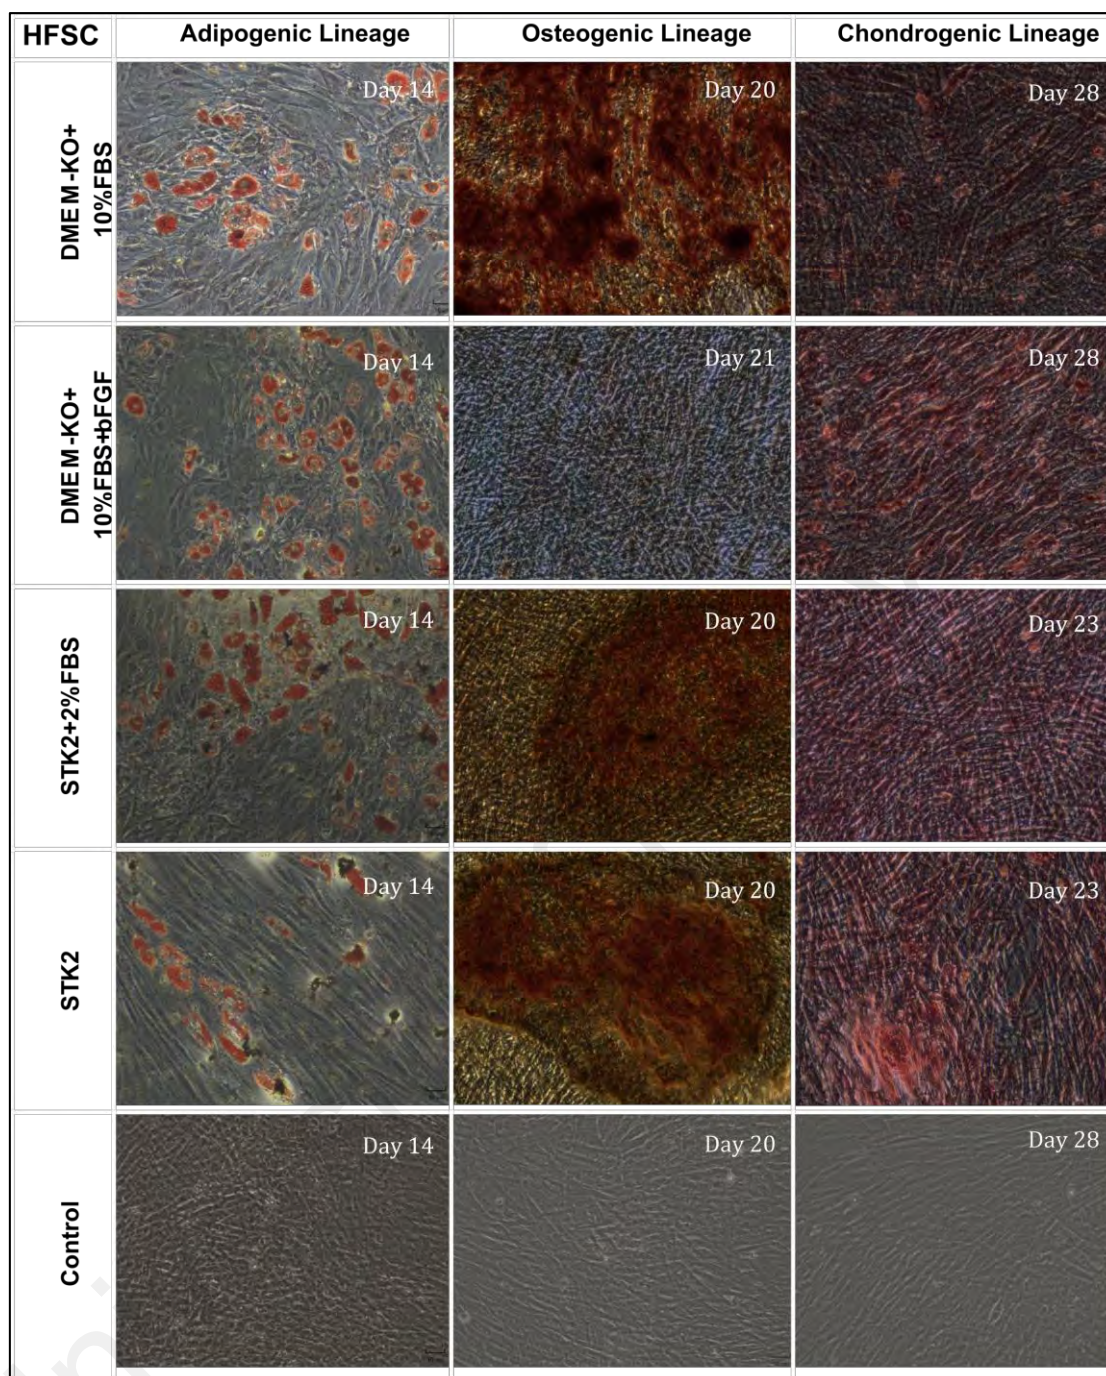 HFSC Adipogenic Lineage Osteogenic Lineage Chondrogenic Lineage
DMEM-KO+
10%FBS
Day 14 Day 20 Day 28
DMEM-KO+
10%FBS+bFGF
Day 14 Day 21 Day 28
STK2+2%FBS
Day 14 Day 20 Day 23
STK2
Day 14 Day 20 Day 23
Control
Day 14 Day 20 Day 28